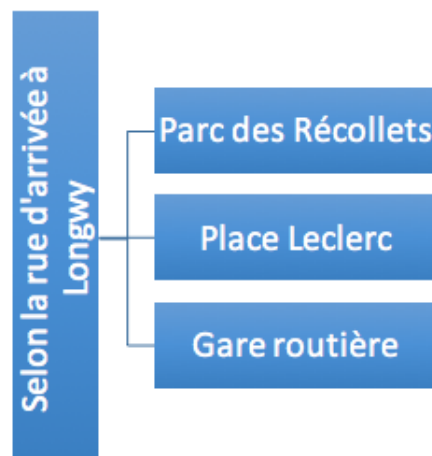 Selon la rue d'arrivée à
Longwy
Parc des Récollets
Place Leclerc
Gare routière